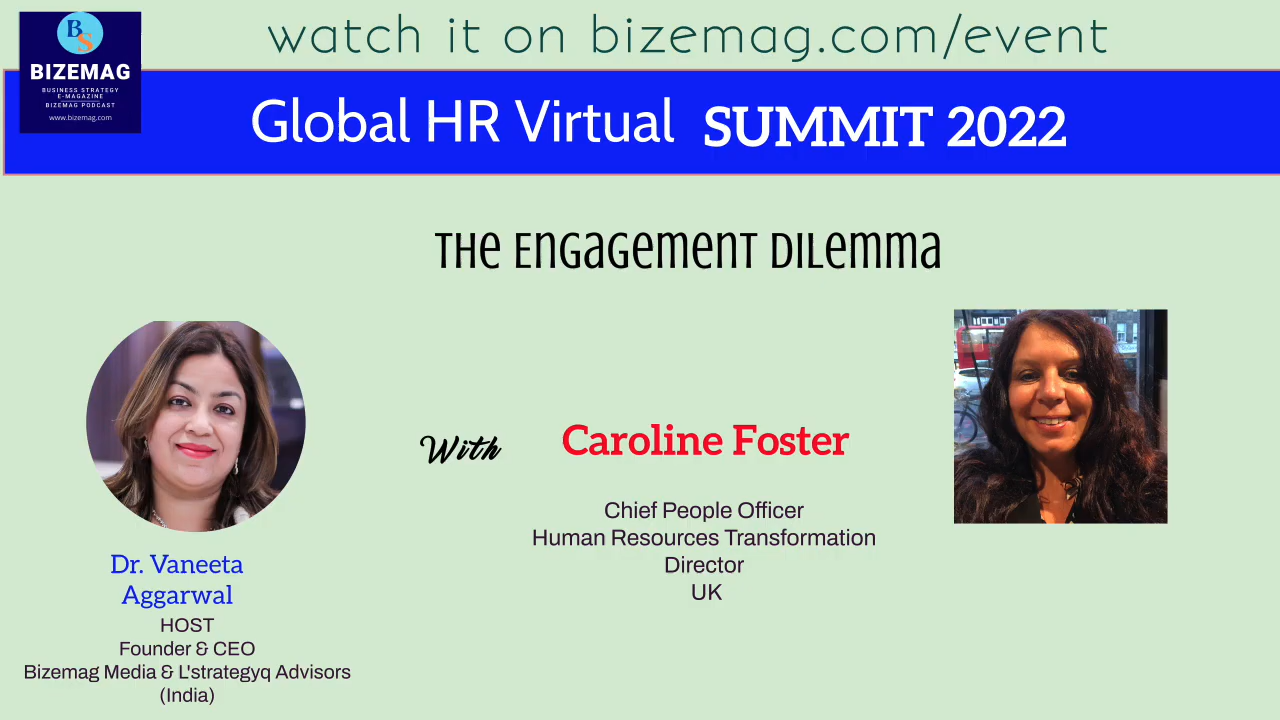 watch it on bizemag.com/event
BS
BIZEMAG
BUSINESS STRATEGY
E-MAGAZINE
BIZEMAG PODCAST
www.bizemag.com
Global HR Virtual SUMMIT 2022
The Engagement Dilemma
With Caroline Foster
Chief People Officer
Human Resources Transformation
Director
UK
Dr. Vaneeta
Aggarwal
HOST
Founder & CEO
Bizemag Media & L'strategyq Advisors
(India)